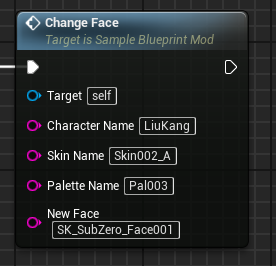 Change Face
Target is Sample Blueprint Mod
Target self
Character Name LiuKang
Skin Name Skin002_A
Palette Name Pal003
New Face
SK_SubZero_Face001